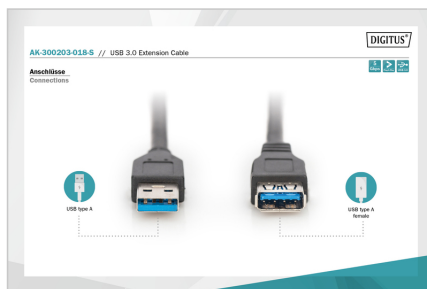 DIGITUS®
AK-300203-018-S // USB 3.0 Extension Cable
Anschlüsse
Connections
USB type A
USB type A
female